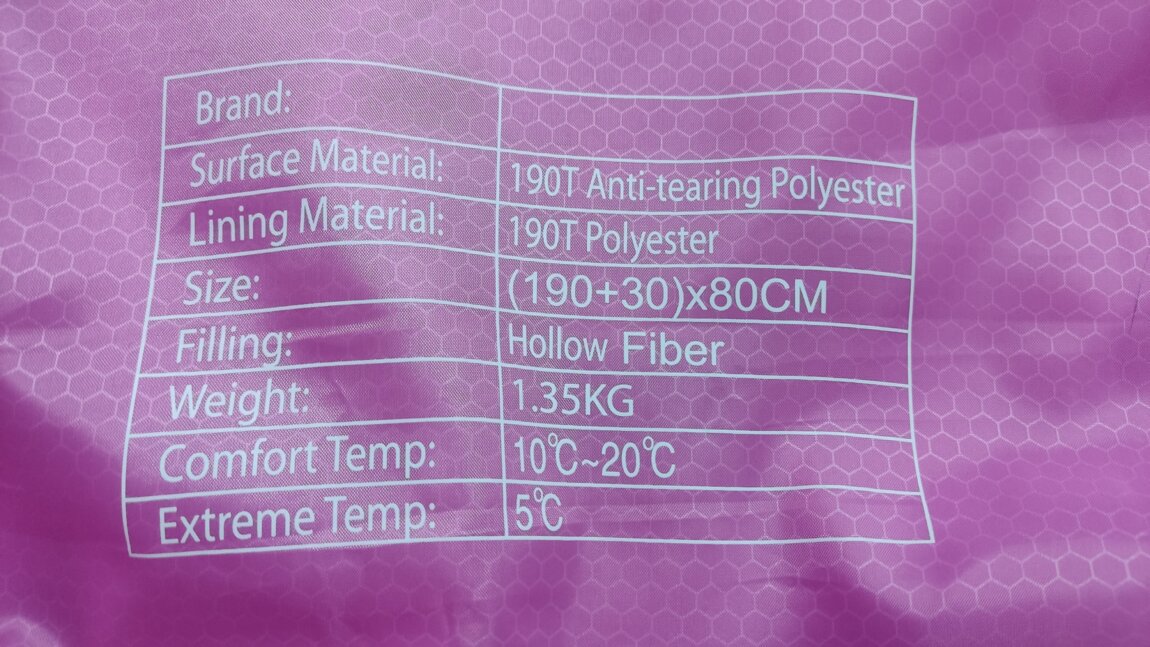 Brand:
Surface Material: 190T Anti-tearing Polyester
Lining Material: 190T Polyester
Size: (190+30)x80CM
Filling: Hollow Fiber
Weight: 1.35KG
Comfort Temp: 10℃~20℃
Extreme Temp: 5℃